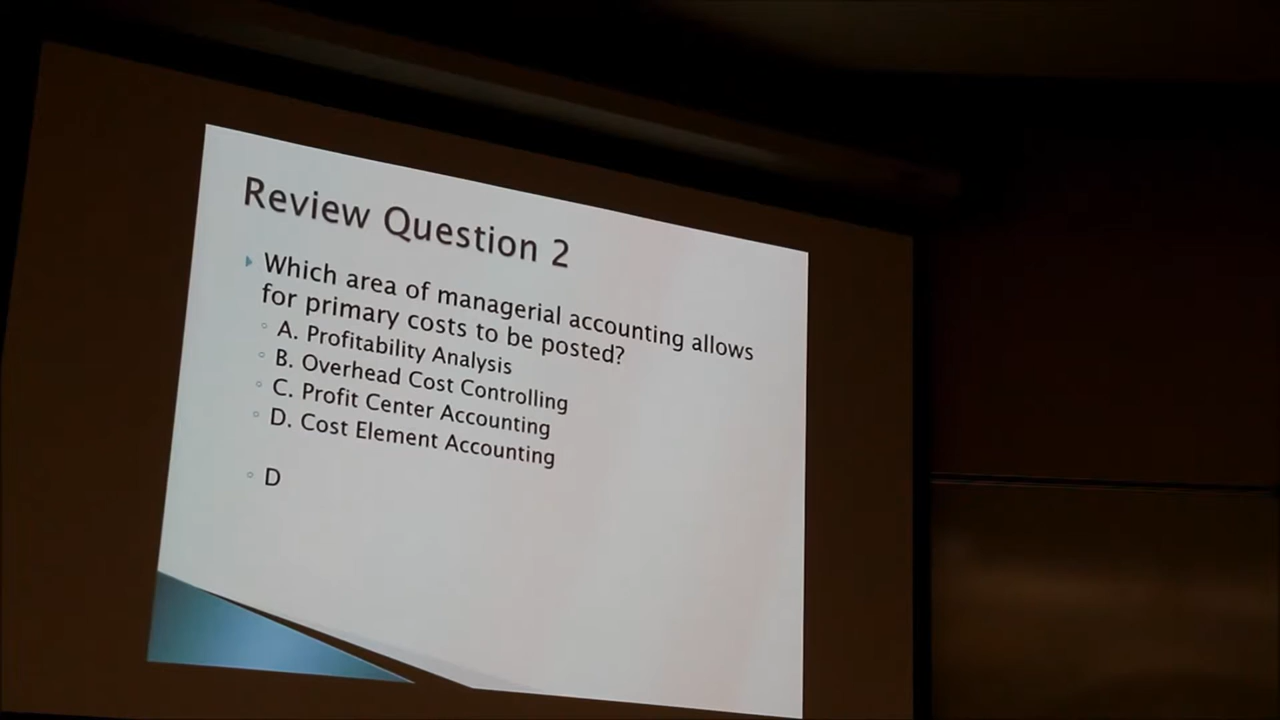 Review Question 2
Which area of managerial accounting allows
for primary costs to be posted?
A. Profitability Analysis
B. Overhead Cost Controlling
C. Profit Center Accounting
D. Cost Element Accounting
D